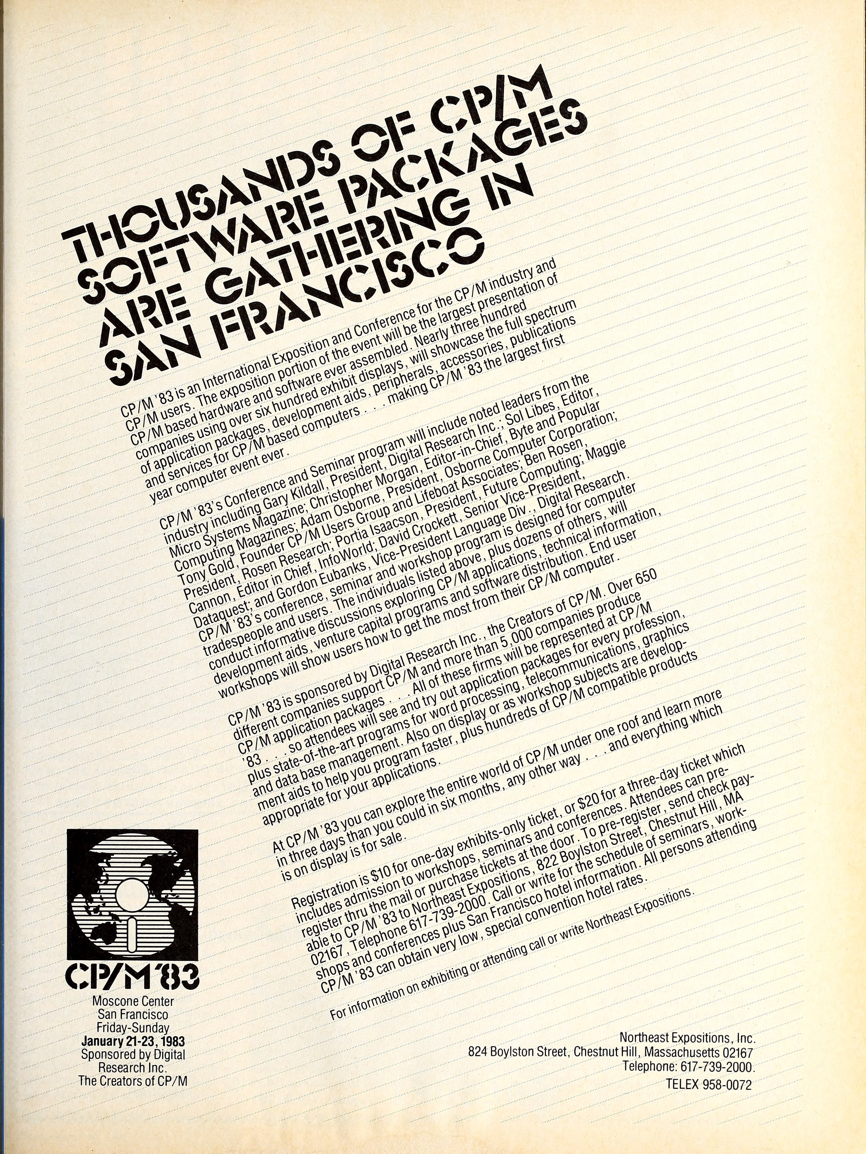 THOUSANDS OF CP/M
SOFTWARE PACKAGES
ARE GATHERING IN
SAN FRANCISCO
CP/M '83 is an International Exposition and Conference for the CP/M industry and
CP/M users. The exposition portion of the event will be the largest presentation of
CP/M based hardware and software ever assembled. Nearly three hundred
companies using over six hundred exhibit displays, will showcase the full spectrum
of application packages, development aids, peripherals, accessories, publications
and services for CP/M based computers . . . making CP/M '83 the largest first
year computer event ever.
CP/M '83's Conference and Seminar program will include noted leaders from the
industry including Gary Kildall, President, Digital Research Inc.; Sol Libes, Editor,
Micro Systems Magazine; Christopher Morgan, Editor-in-Chief, Byte and Popular
Computing Magazines; Adam Osborne, President, Osborne Computer Corporation;
Tony Gold, Founder CP/M Users Group and Lifeboat Associates; Ben Rosen,
President, Rosen Research; Portia Isaacson, President, Future Computing; Maggie
Cannon, Editor in Chief, InfoWorld; David Crockett, Senior Vice-President,
Dataquest; and Gordon Eubanks, Vice-President Language Div., Digital Research.
CP/M '83's conference, seminar and workshop program is designed for computer
tradespeople and users. The individuals listed above, plus dozens of others, will
conduct informative discussions exploring CP/M applications, technical information,
development aids, venture capital programs and software distribution. End user
workshops will show users how to get the most from their CP/M computer.
CP/M '83 is sponsored by Digital Research Inc., the Creators of CP/M. Over 650
different companies support CP/M and more than 5,000 companies produce
CP/M application packages . . . All of these firms will be represented at CP/M
'83 . . . so attendees will see and try out application packages for every profession,
plus state-of-the-art programs for word processing, telecommunications, graphics
and data base management. Also on display or as workshop subjects are develop-
ment aids to help you program faster, plus hundreds of CP/M compatible products
appropriate for your applications.
At CP/M '83 you can explore the entire world of CP/M under one roof and learn more
in three days than you could in six months, any other way . . . and everything which
is on display is for sale.
Registration is $10 for one-day exhibits-only ticket, or $20 for a three-day ticket which
includes admission to workshops, seminars and conferences. Attendees can pre-
register thru the mail or purchase tickets at the door. To pre-register, send check pay-
able to CP/M '83 to Northeast Expositions, 822 Boylston Street, Chestnut Hill, MA
02167, Telephone 617-739-2000. Call or write for the schedule of seminars, work-
shops and conferences plus San Francisco hotel information. All persons attending
CP/M '83 can obtain very low, special convention hotel rates.
For information on exhibiting or attending call or write Northeast Expositions.
CP/M'83
Moscone Center
San Francisco
Friday-Sunday
January 21-23, 1983
Sponsored by Digital
Research Inc.
The Creators of CP/M
Northeast Expositions, Inc.
824 Boylston Street, Chestnut Hill, Massachusetts 02167
Telephone: 617-739-2000.
TELEX 958-0072